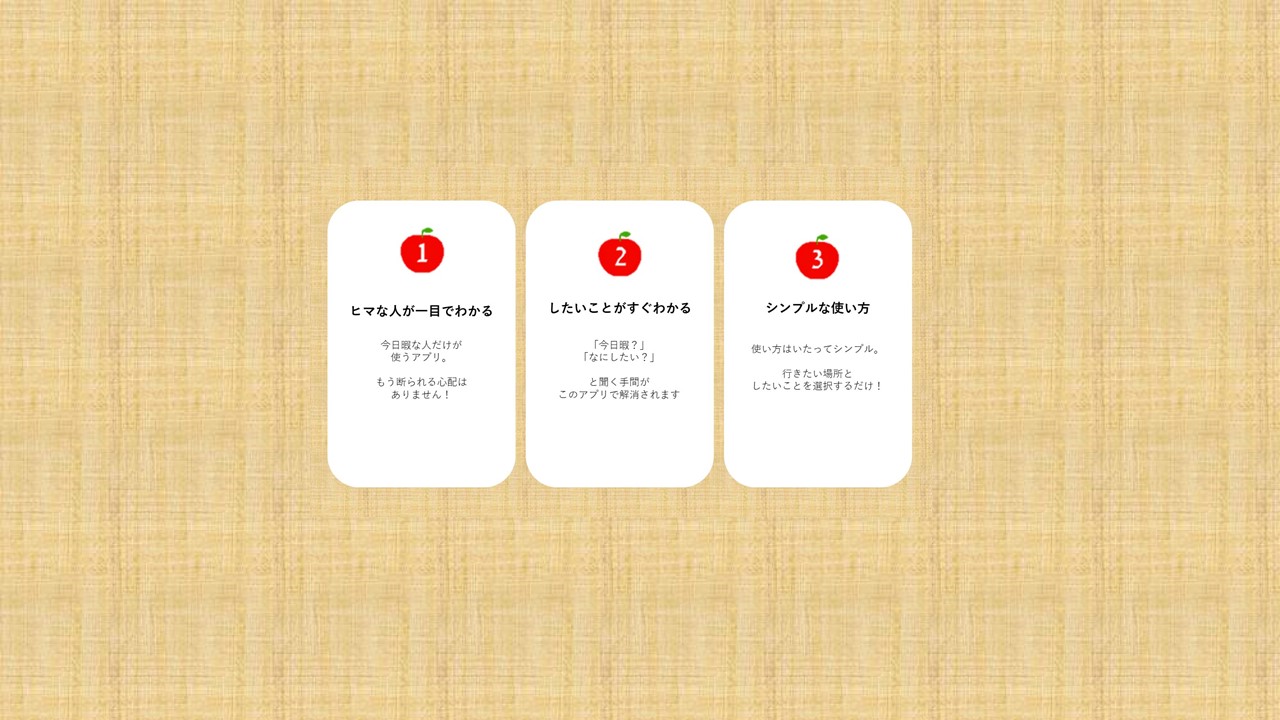 1
ヒマな人が一目でわかる
今日暇な人だけが
使うアプリ。
もう断られる心配は
ありません！
2
したいことがすぐわかる
「今日暇？」
「なにしたい？」
と聞く手間が
このアプリで解消されます
3
シンプルな使い方
使い方はいたってシンプル。
行きたい場所と
したいことを選択するだけ！